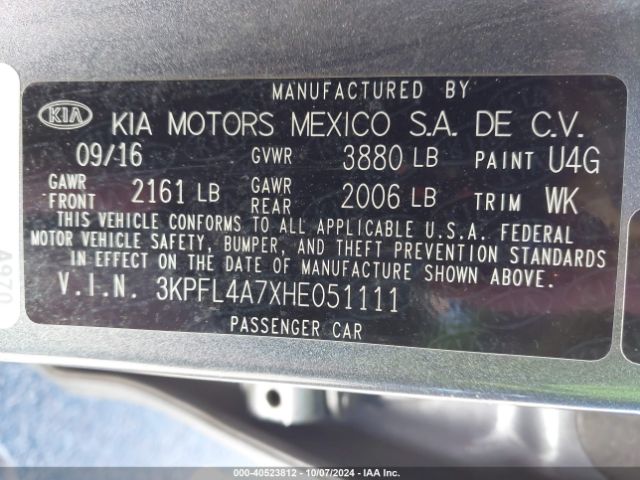 MANUFACTURED BY
KIA KIA MOTORS MEXICO S.A. DE C.V.
09/16 GVWR 3880 LB PAINT U4G
GAWR FRONT 2161 LB GAWR REAR 2006 LB TRIM WK
THIS VEHICLE CONFORMS TO ALL APPLICABLE U.S.A. FEDERAL
MOTOR VEHICLE SAFETY, BUMPER, AND THEFT PREVENTION STANDARDS
IN EFFECT ON THE DATE OF MANUFACTURE SHOWN ABOVE.
V.I.N. 3KPFL4A7XHE051111
PASSENGER CAR
A970
000-40523812 - 10/07/2024 - IAA Inc.